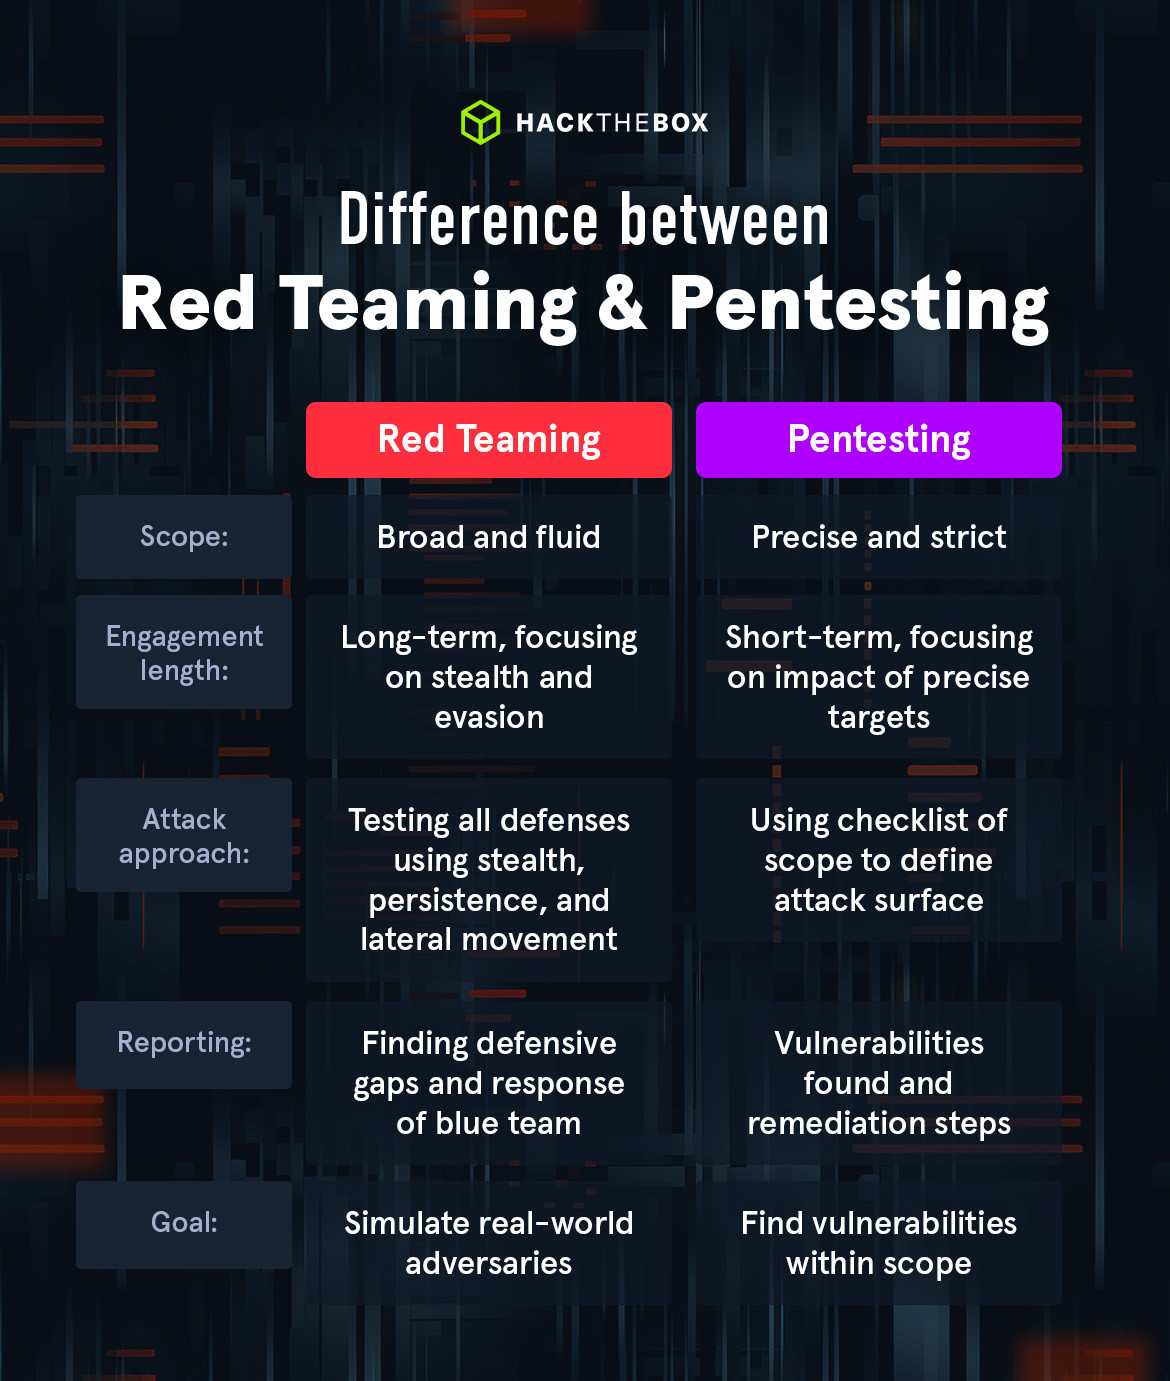 HACKTHEBOX
Difference between
Red Teaming & Pentesting
Red Teaming
Pentesting
Scope:
Broad and fluid
Precise and strict
Engagement
length:
Long-term, focusing
on stealth and
evasion
Short-term, focusing
on impact of precise
targets
Attack
approach:
Testing all defenses
using stealth,
persistence, and
lateral movement
Using checklist of
scope to define
attack surface
Reporting:
Finding defensive
gaps and response
of blue team
Vulnerabilities
found and
remediation steps
Goal:
Simulate real-world
adversaries
Find vulnerabilities
within scope